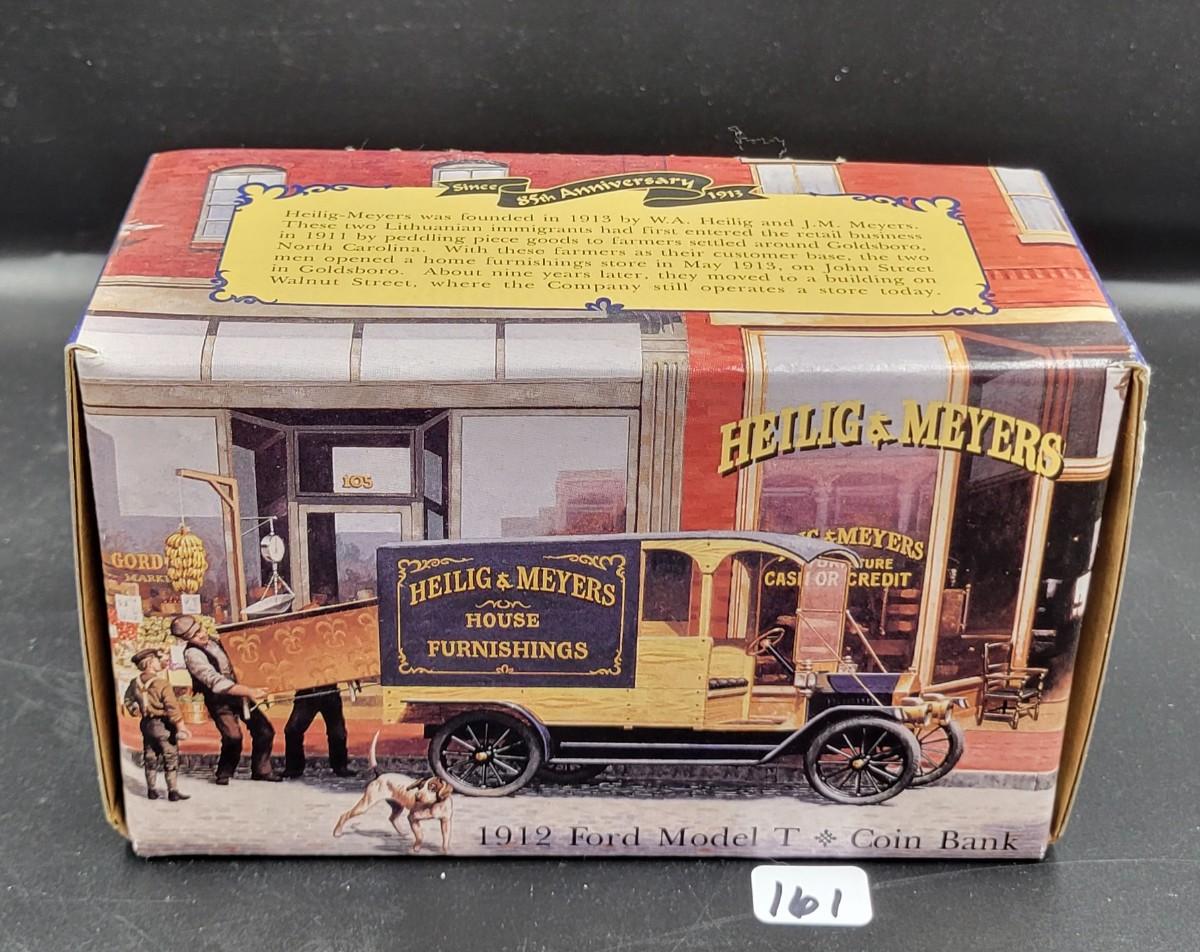 Since 85th Anniversary 1913
Heilig-Meyers was founded in 1913 by W.A. Heilig and J.M. Meyers.
These two Lithuanian immigrants had first entered the retail business
in 1911 by peddling piece goods to farmers settled around Goldsboro,
North Carolina. With these farmers as their customer base, the two
men opened a home furnishings store in May 1913, on John Street
in Goldsboro. About nine years later, they moved to a building on
Walnut Street, where the Company still operates a store today.
HEILIG & MEYERS
105
GORD
MARK
& MEYERS
TURE
CASH OR CREDIT
HEILIG & MEYERS
HOUSE
FURNISHINGS
1912 Ford Model T ※ Coin Bank
161